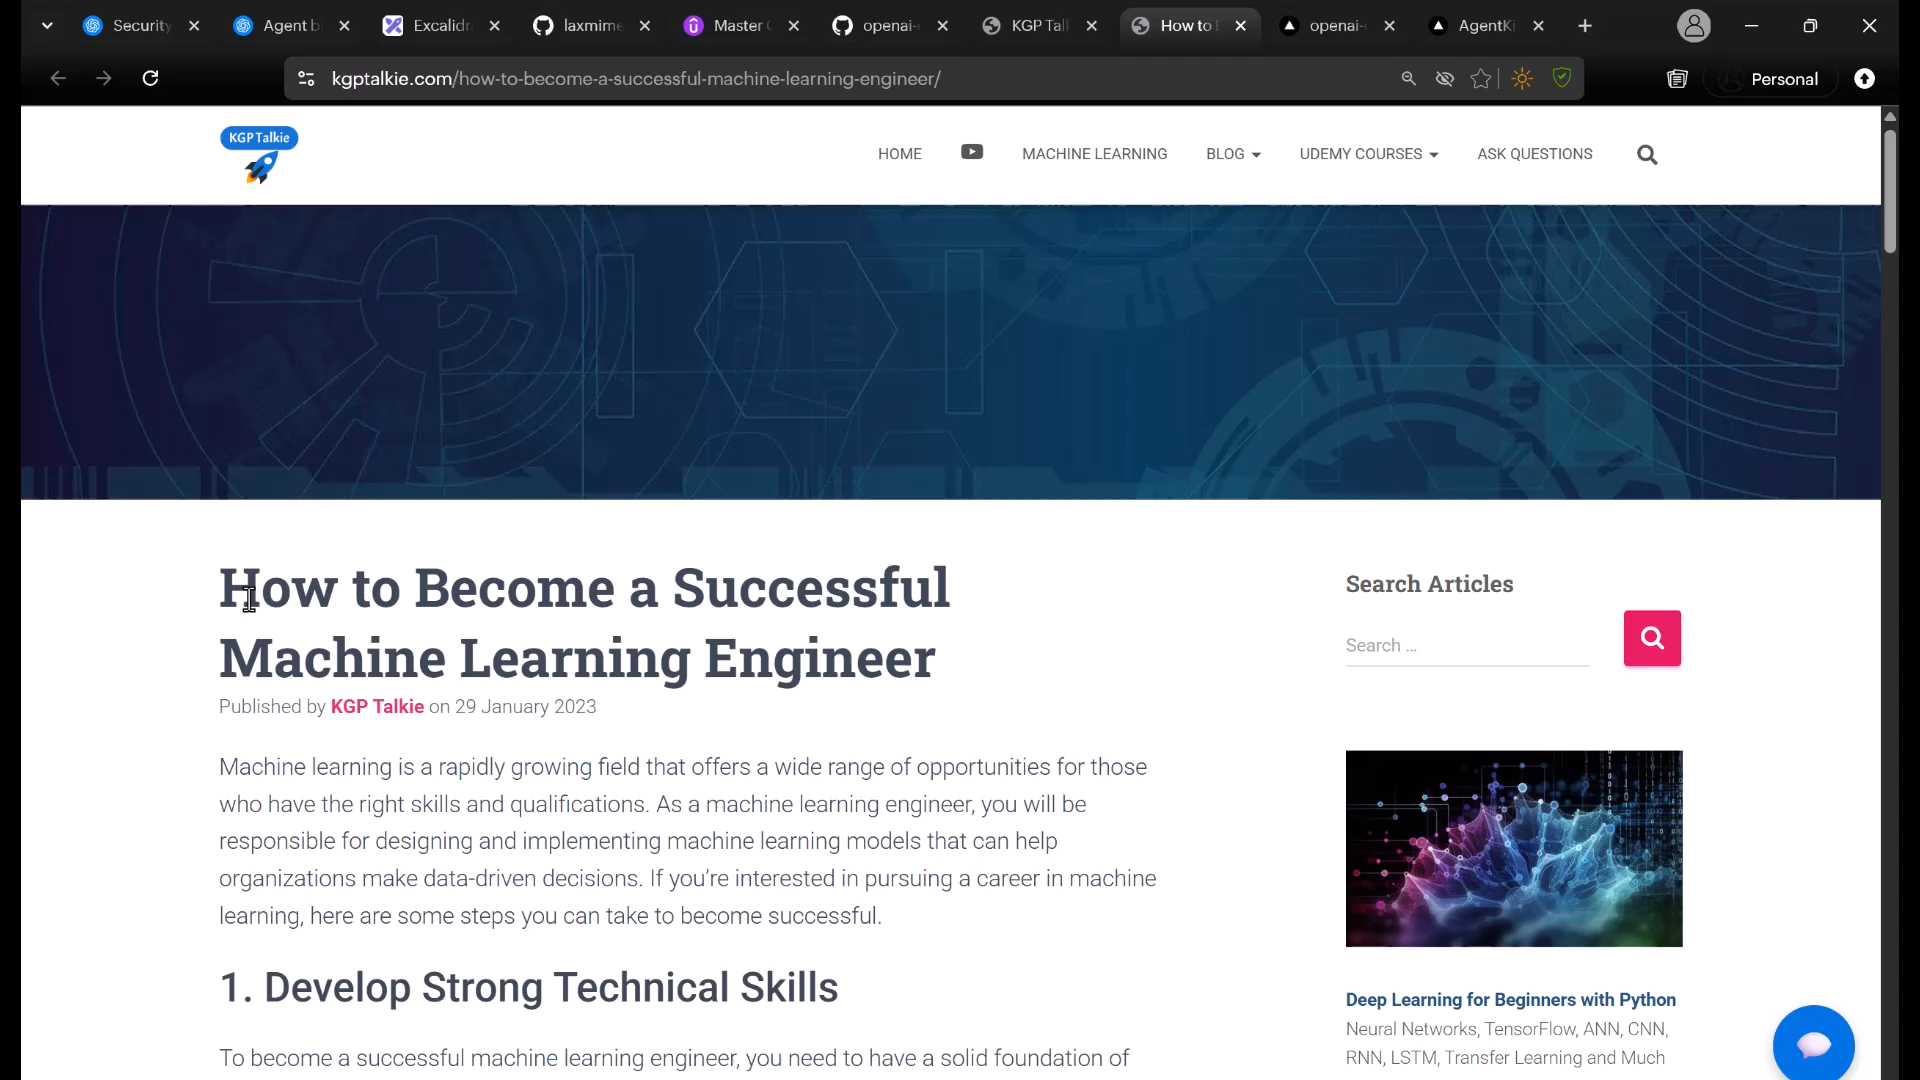 Security
Agent b
Excalidr
laxmime
Master C
openai-
KGP Tal
How to
openai-
AgentKi
kgptalkie.com/how-to-become-a-successful-machine-learning-engineer/
Personal
KGP Talkie
HOME
MACHINE LEARNING
BLOG
UDEMY COURSES
ASK QUESTIONS
How to Become a Successful
Machine Learning Engineer
Published by KGP Talkie on 29 January 2023
Machine learning is a rapidly growing field that offers a wide range of opportunities for those
who have the right skills and qualifications. As a machine learning engineer, you will be
responsible for designing and implementing machine learning models that can help
organizations make data-driven decisions. If you’re interested in pursuing a career in machine
learning, here are some steps you can take to become successful.
1. Develop Strong Technical Skills
To become a successful machine learning engineer, you need to have a solid foundation of
Search Articles
Search …
Deep Learning for Beginners with Python
Neural Networks, TensorFlow, ANN, CNN,
RNN, LSTM, Transfer Learning and Much